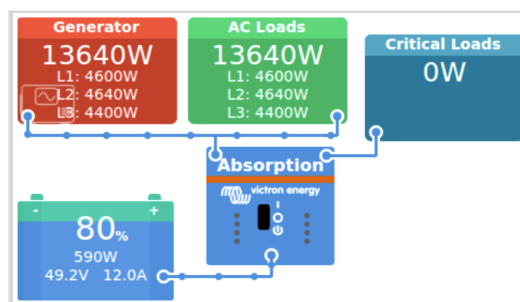 Generator
13640W
L1: 4600W
L2: 4640W
L3: 4400W
AC Loads
13640W
L1: 4600W
L2: 4640W
L3: 4400W
Critical Loads
0W
Absorption
victron energy
- +
80%
590W
49.2V 12.0A